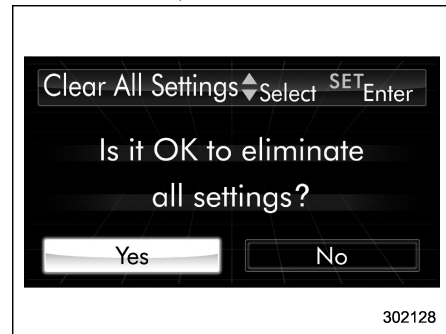 Clear All Settings Select SET Enter
Is it OK to eliminate
all settings?
Yes No
302128